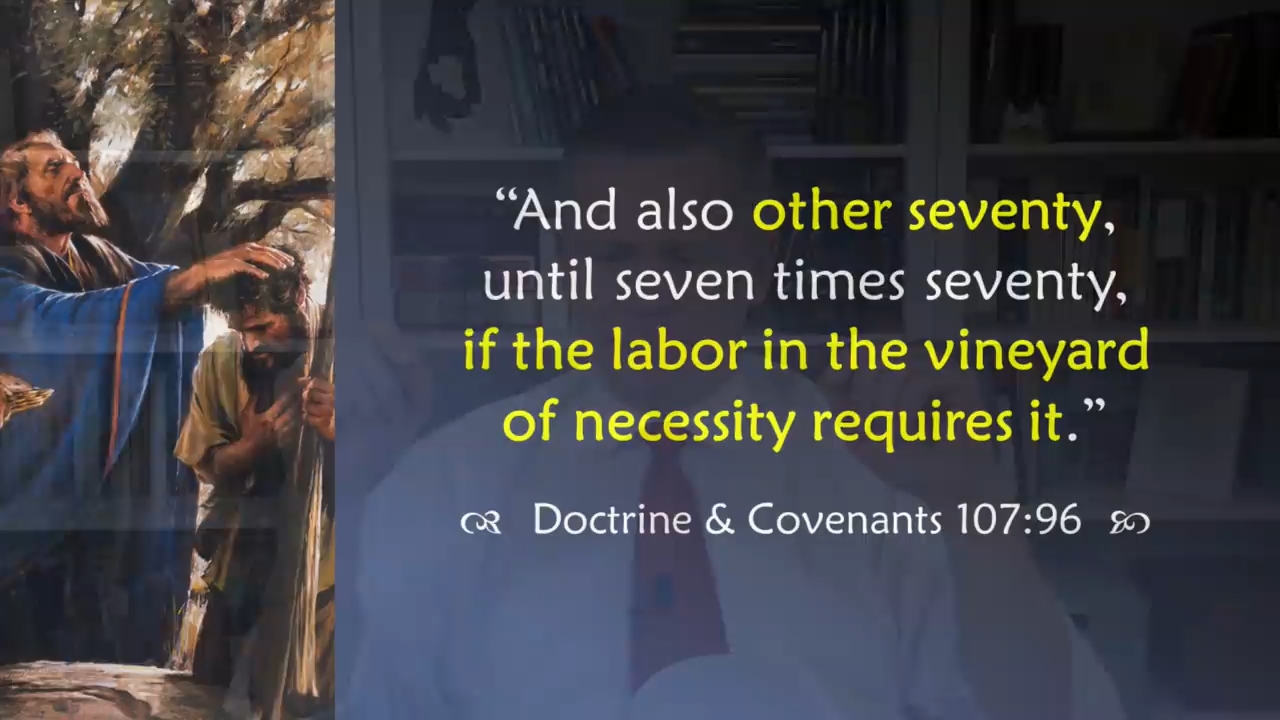 “And also other seventy,
until seven times seventy,
if the labor in the vineyard
of necessity requires it.”
Doctrine & Covenants 107:96